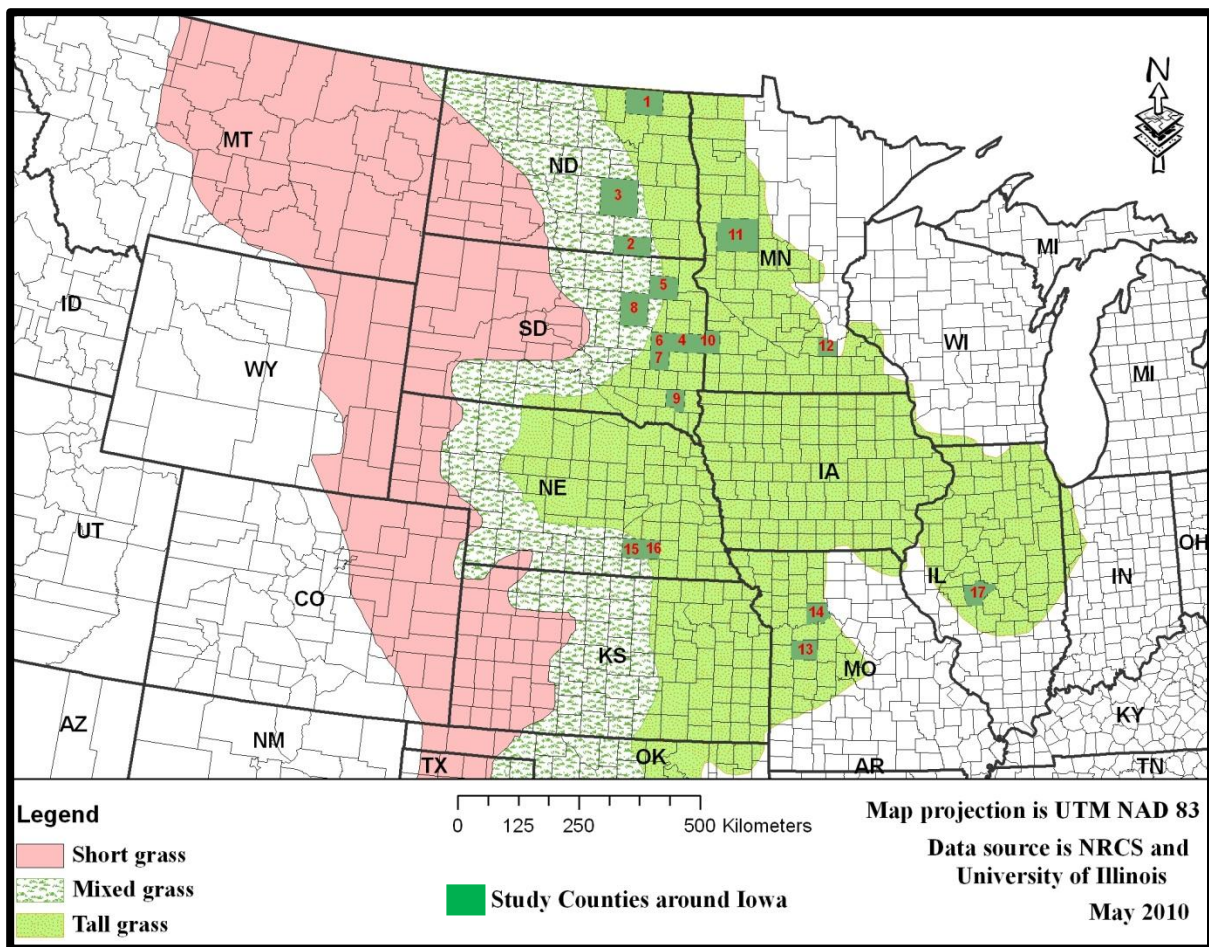 N
1
MT
ND
3
11
2
MN
MI
5
ID
8
SD
6 4 10
12
WI
7
WY
MI
9
IA
NE
UT
15 16
OH
IL
IN
CO
17
14
KS
13
MO
KY
AZ
NM
OK
TX
AR
TN
Legend
Short grass
Mixed grass
Tall grass
0 125 250 500 Kilometers
Study Counties around Iowa
Map projection is UTM NAD 83
Data source is NRCS and
University of Illinois
May 2010